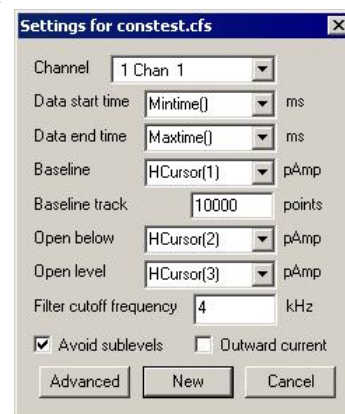 Settings for constest.cfs
Channel 1 Chan 1
Data start time Mintime() ms
Data end time Maxtime() ms
Baseline HCursor(1) pAmp
Baseline track 10000 points
Open below HCursor(2) pAmp
Open level HCursor(3) pAmp
Filter cutoff frequency 4 kHz
Avoid sublevels Outward current
Advanced New Cancel